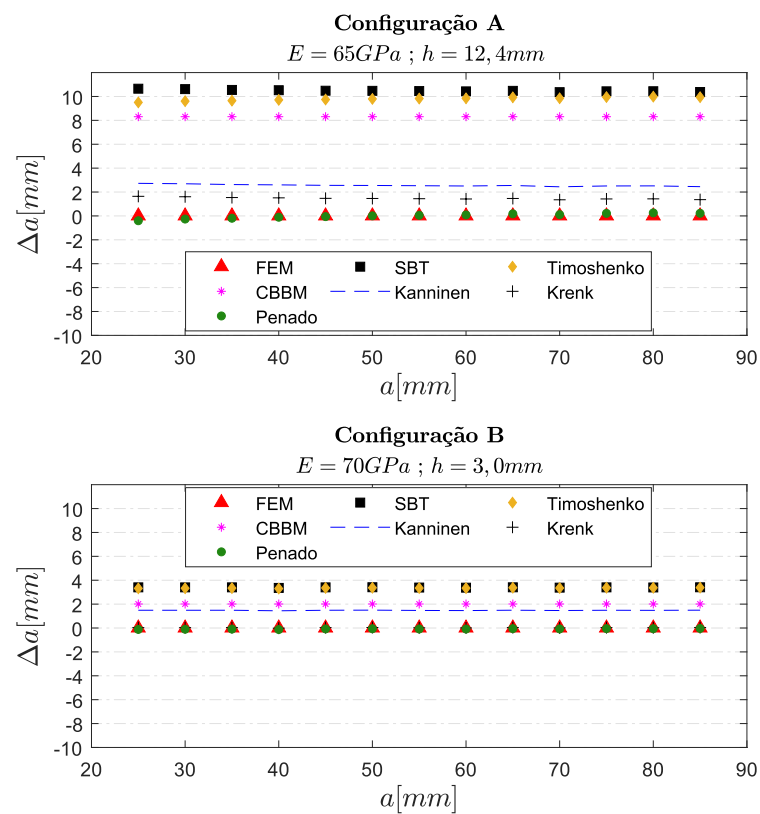 Configuração A
E = 65GPa ; h = 12,4mm
10
8
6
4
2
0
-2
-4
-6
-8
-10
Δa[mm]
FEM SBT Timoshenko
CBBM Kanninen Krenk
Penado
20 30 40 50 60 70 80 90
a[mm]
Configuração B
E = 70GPa ; h = 3,0mm
FEM SBT Timoshenko
CBBM Kanninen Krenk
Penado
10
8
6
4
2
0
-2
-4
-6
-8
-10
Δa[mm]
20 30 40 50 60 70 80 90
a[mm]